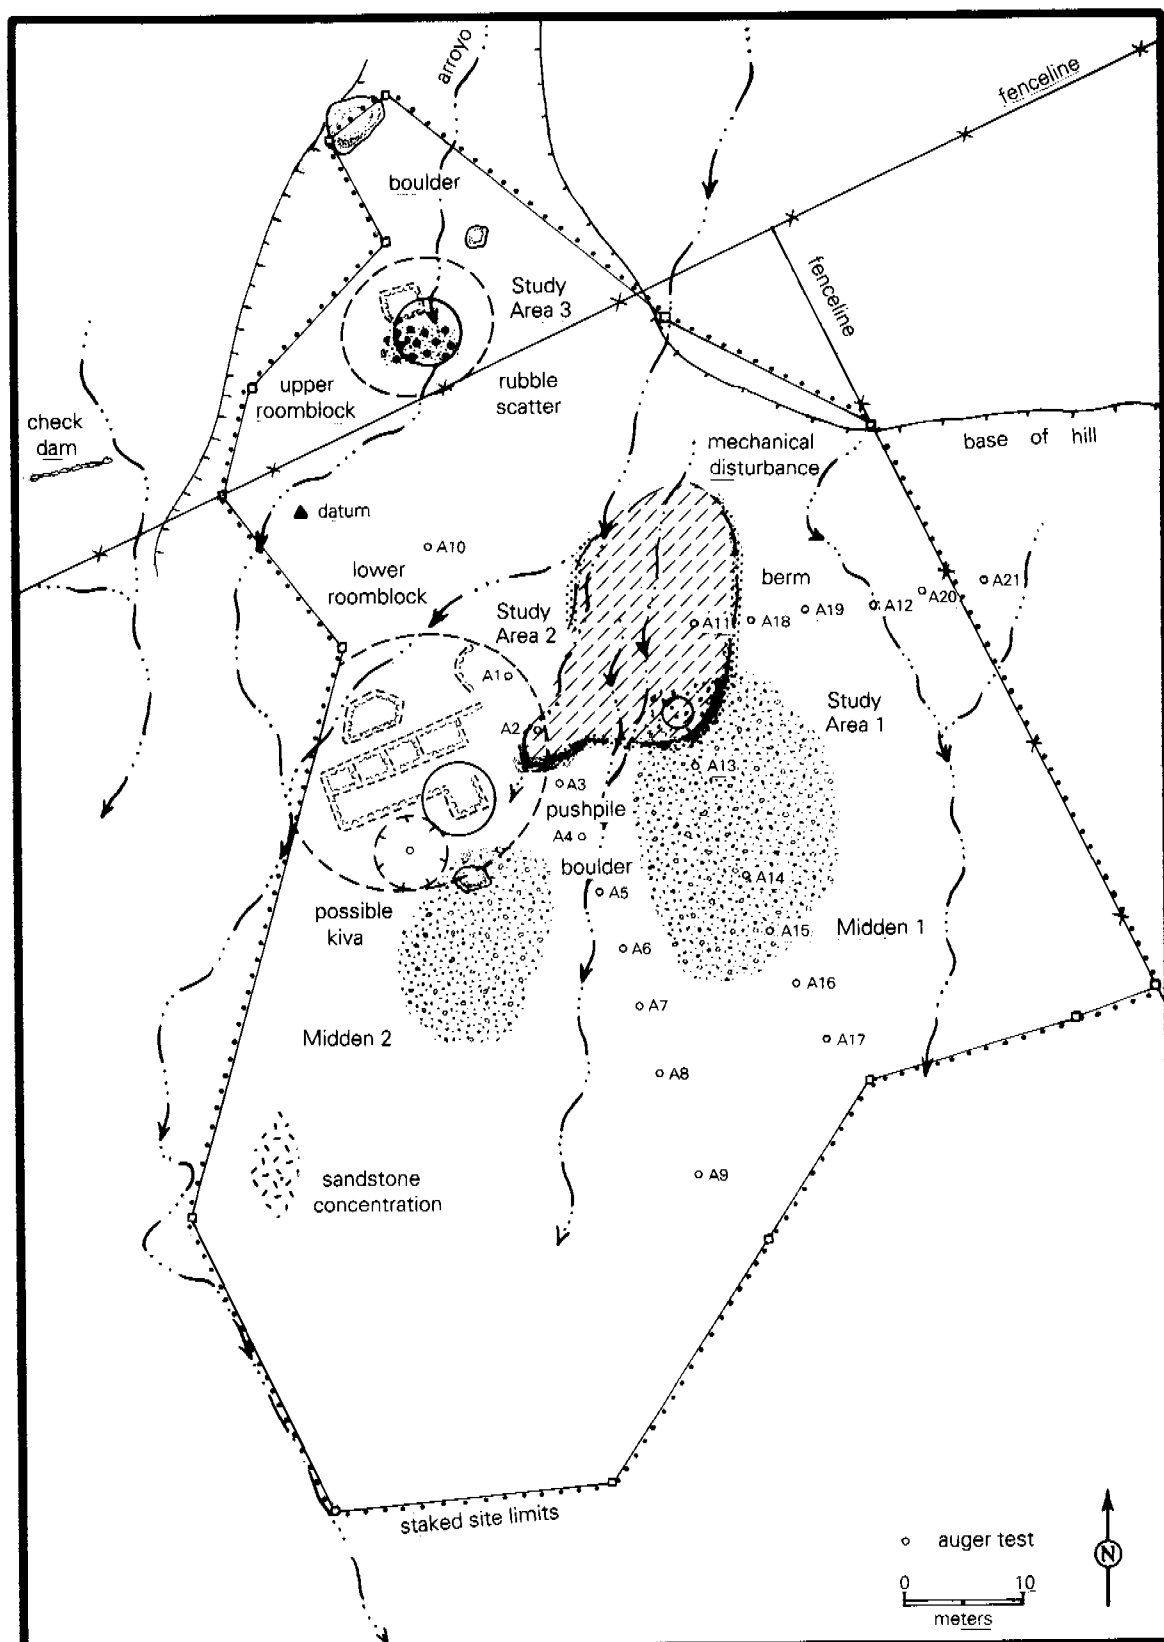 arroyo
fenceline
boulder
fenceline
Study
Area 3
upper
roomblock
rubble
scatter
check
dam
mechanical
disturbance
base of hill
datum
A10
lower
roomblock
berm
A21
A20
A12
A19
A18
A11
Study
Area 2
A1
Study
Area 1
A2
A13
A3
pushpile
A4
boulder
A14
A5
possible
kiva
A15
Midden 1
A6
A16
A7
Midden 2
A17
A8
A9
sandstone
concentration
staked site limits
auger test
N
0 10
meters